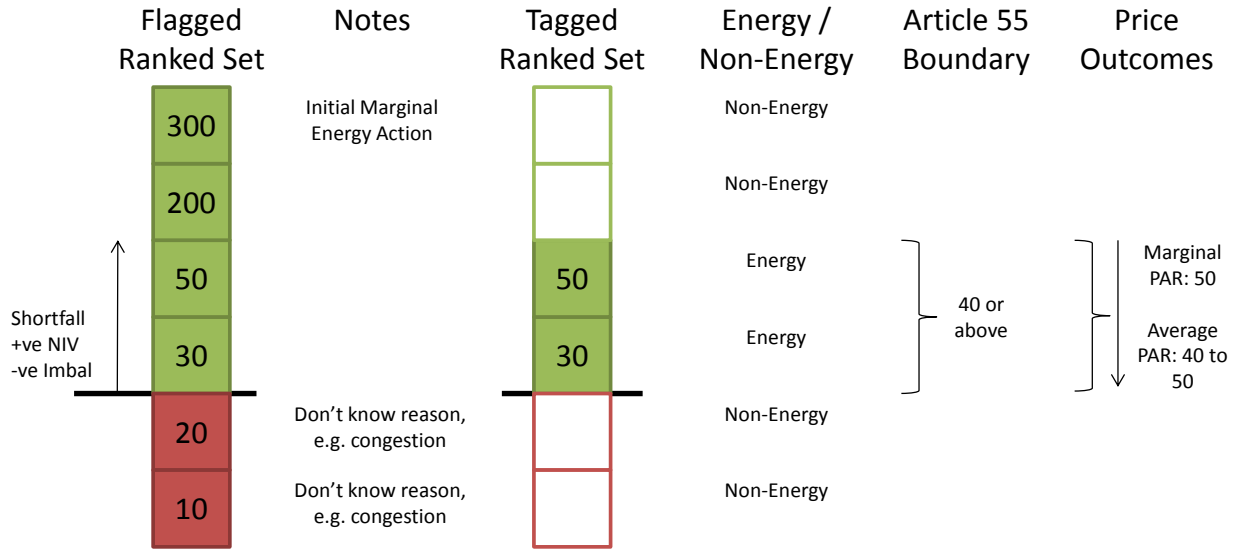 Flagged
Ranked Set
Notes
Tagged
Ranked Set
Energy /
Non-Energy
Article 55
Boundary
Price
Outcomes
300
Initial Marginal
Energy Action
Non-Energy
200
Non-Energy
Shortfall
+ve NIV
-ve Imbal
50
50
Energy
40 or
above
Marginal
PAR: 50
30
30
Energy
Average
PAR: 40 to
50
20
Don't know reason,
e.g. congestion
Non-Energy
10
Don't know reason,
e.g. congestion
Non-Energy